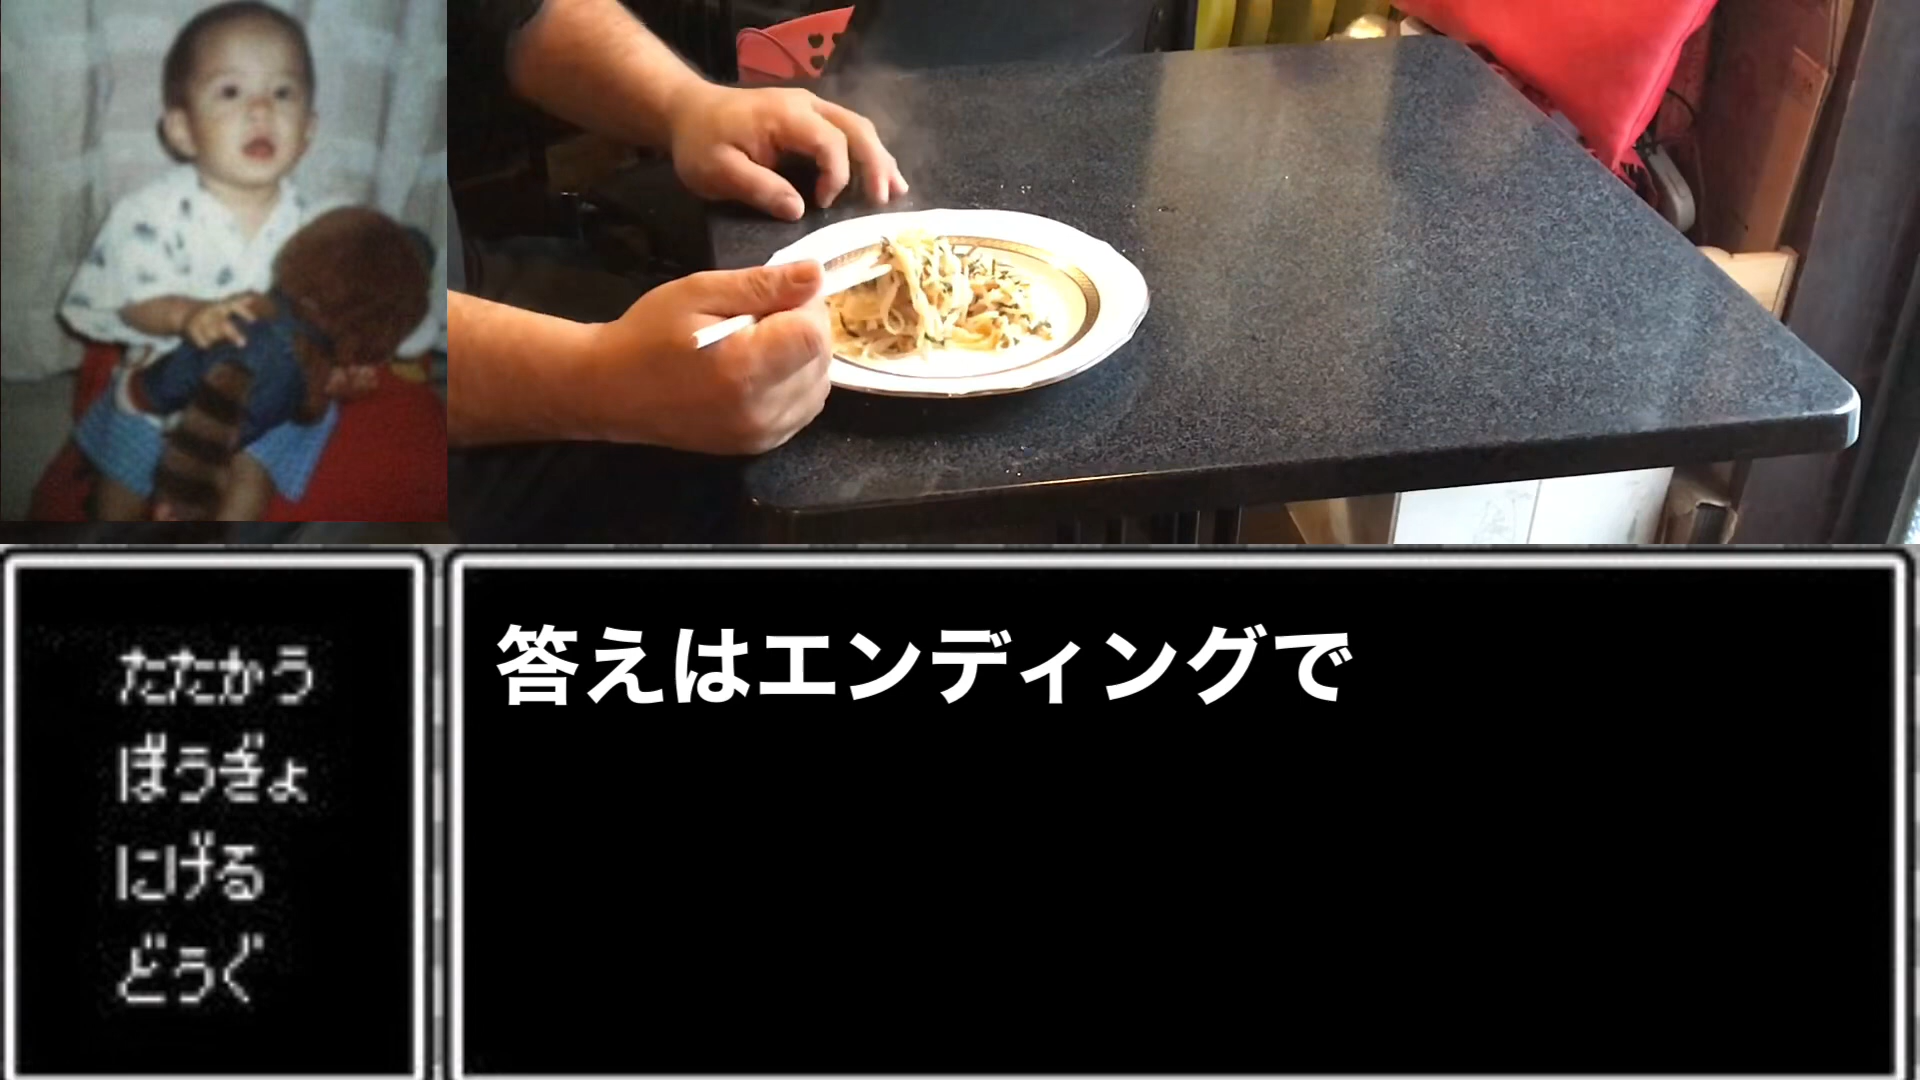 たたかう
ぼうぎょ
にげる
どうぐ
答えはエンディングで